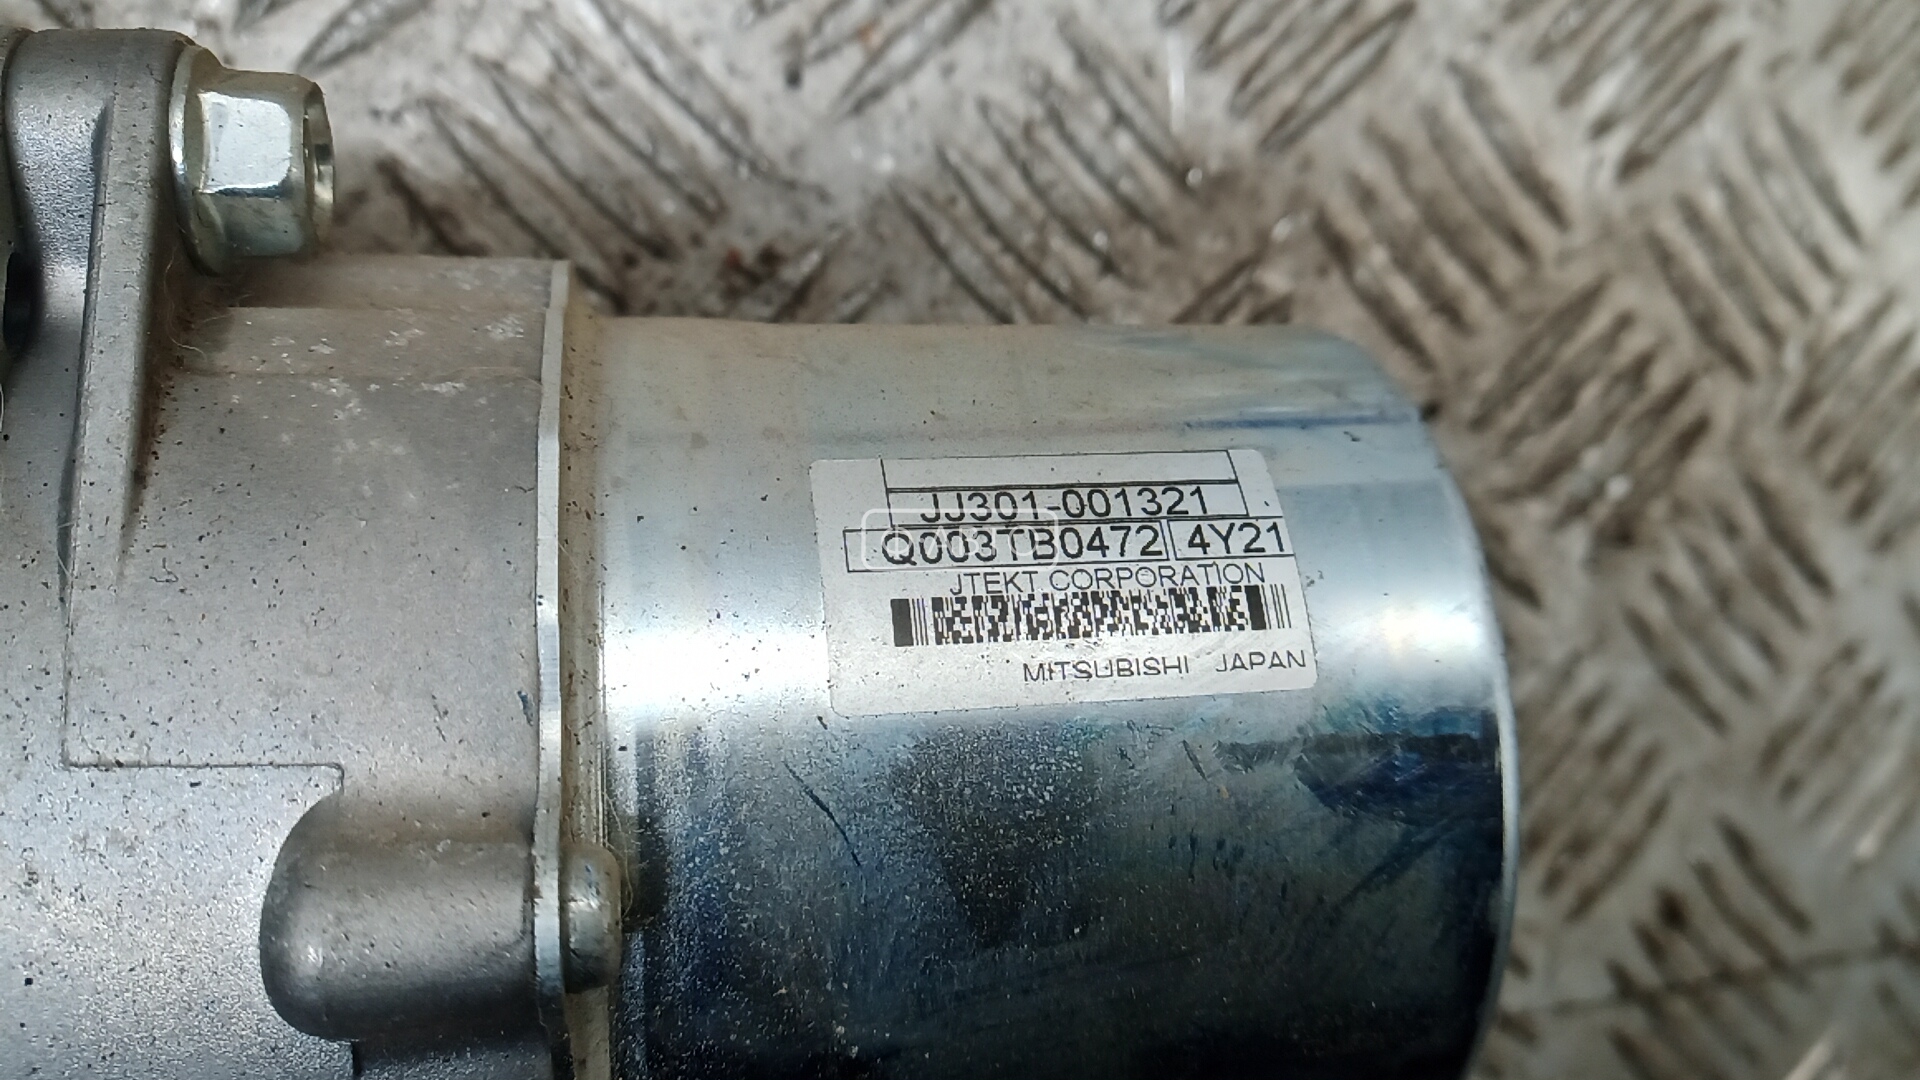 JJ301-001321
Q003TB0472 4Y21
JTEKT CORPORATION
MITSUBISHI JAPAN